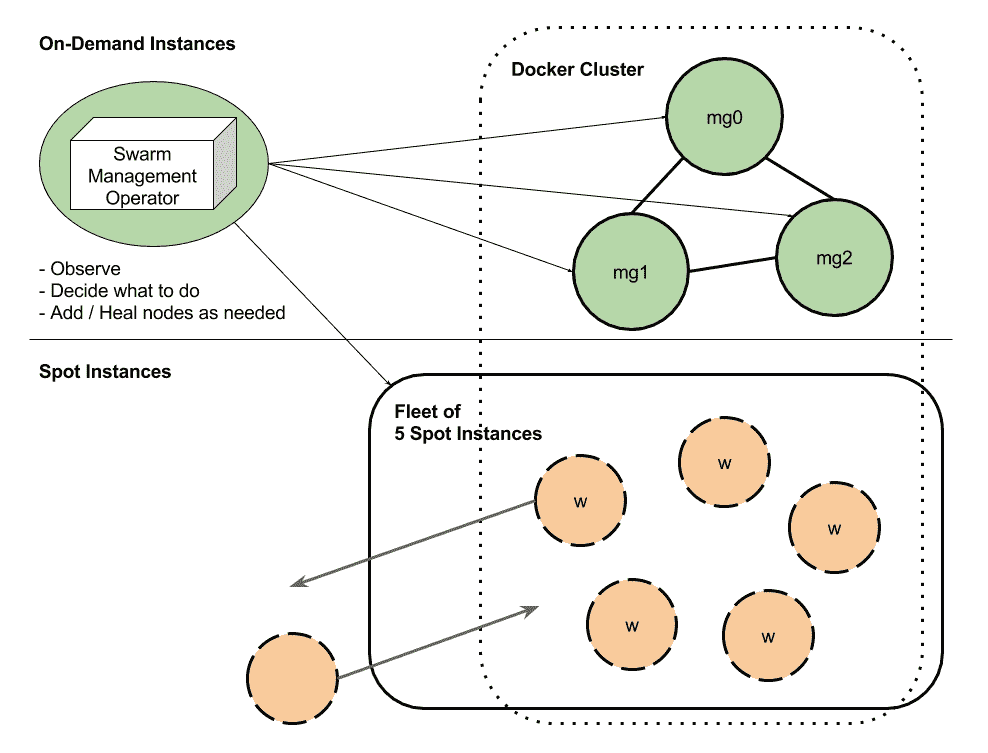 On-Demand Instances
Docker Cluster
mg0
Swarm
Management
Operator
mg1
mg2
- Observe
- Decide what to do
- Add / Heal nodes as needed
Spot Instances
Fleet of
5 Spot Instances
w
w
w
w
w